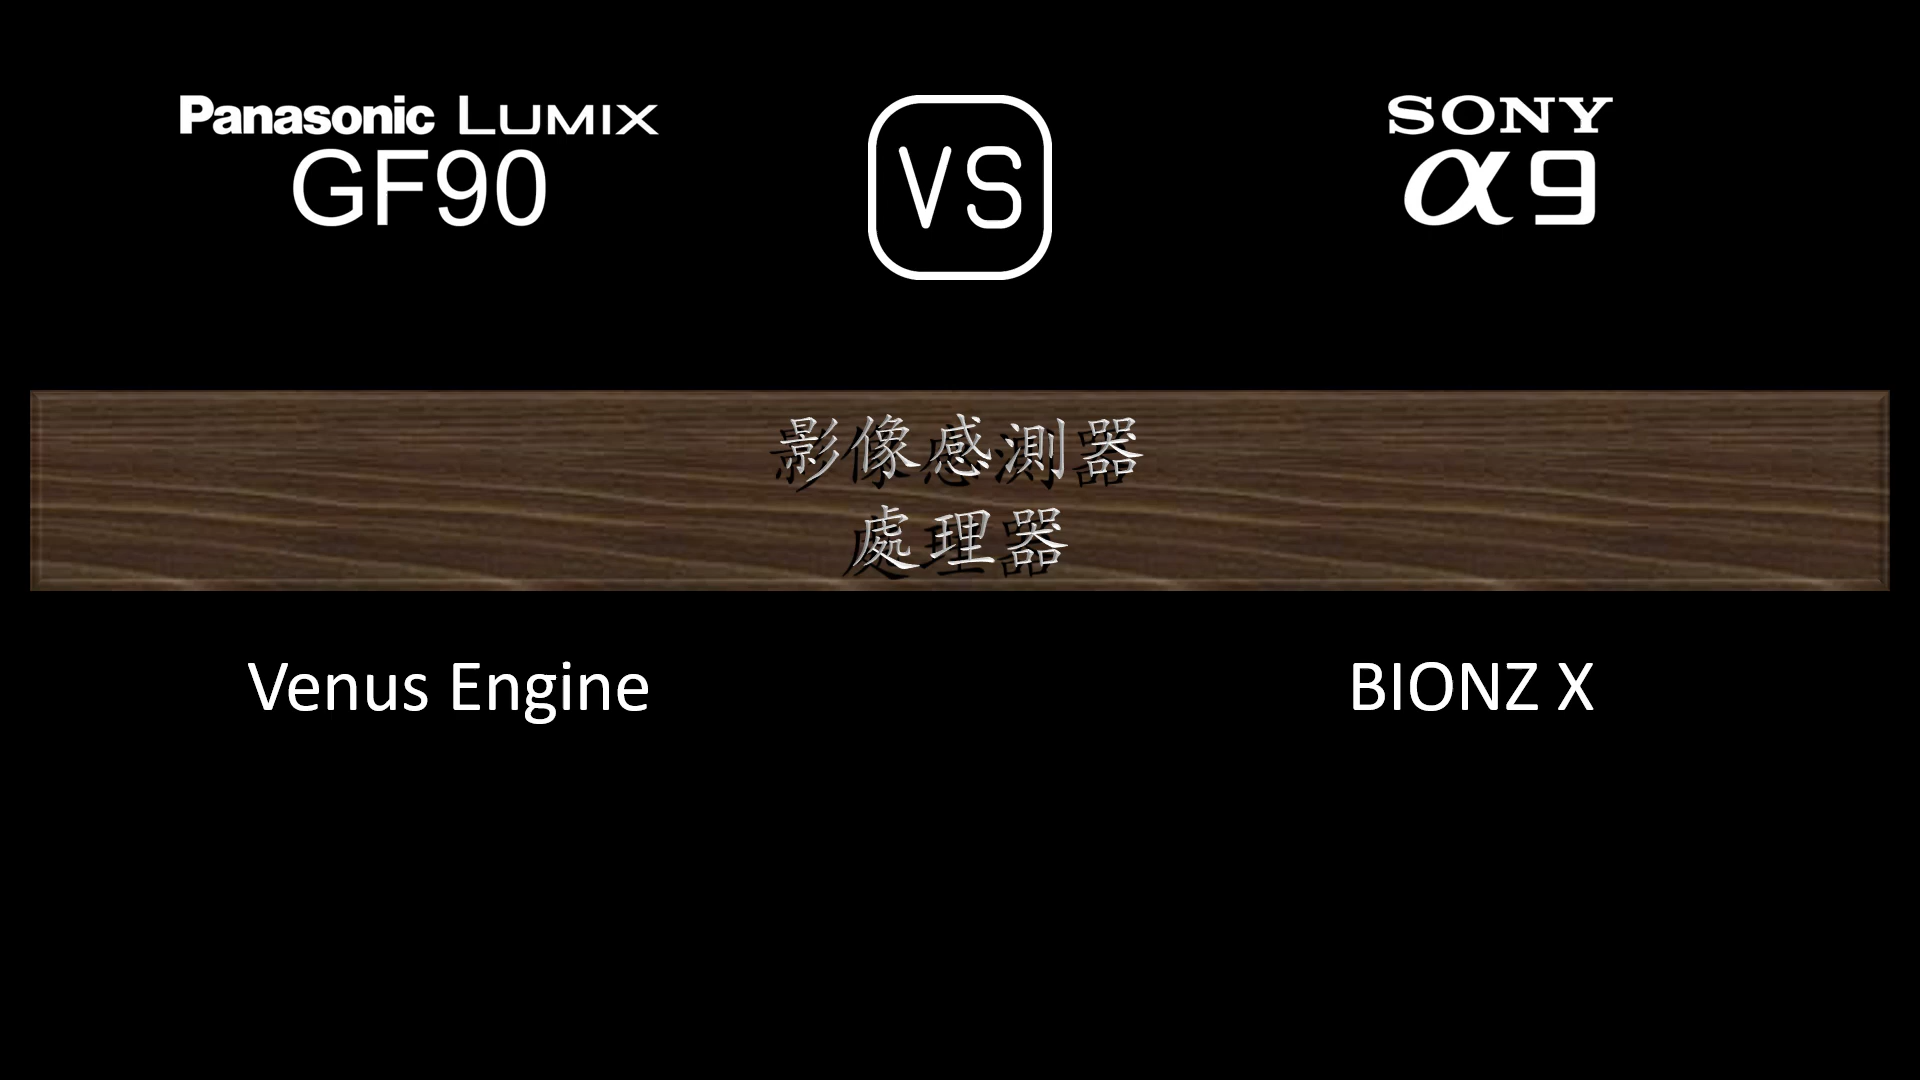 Panasonic LUMIX
GF90
VS
SONY
α9
影像感測器
處理器
Venus Engine
BIONZ X